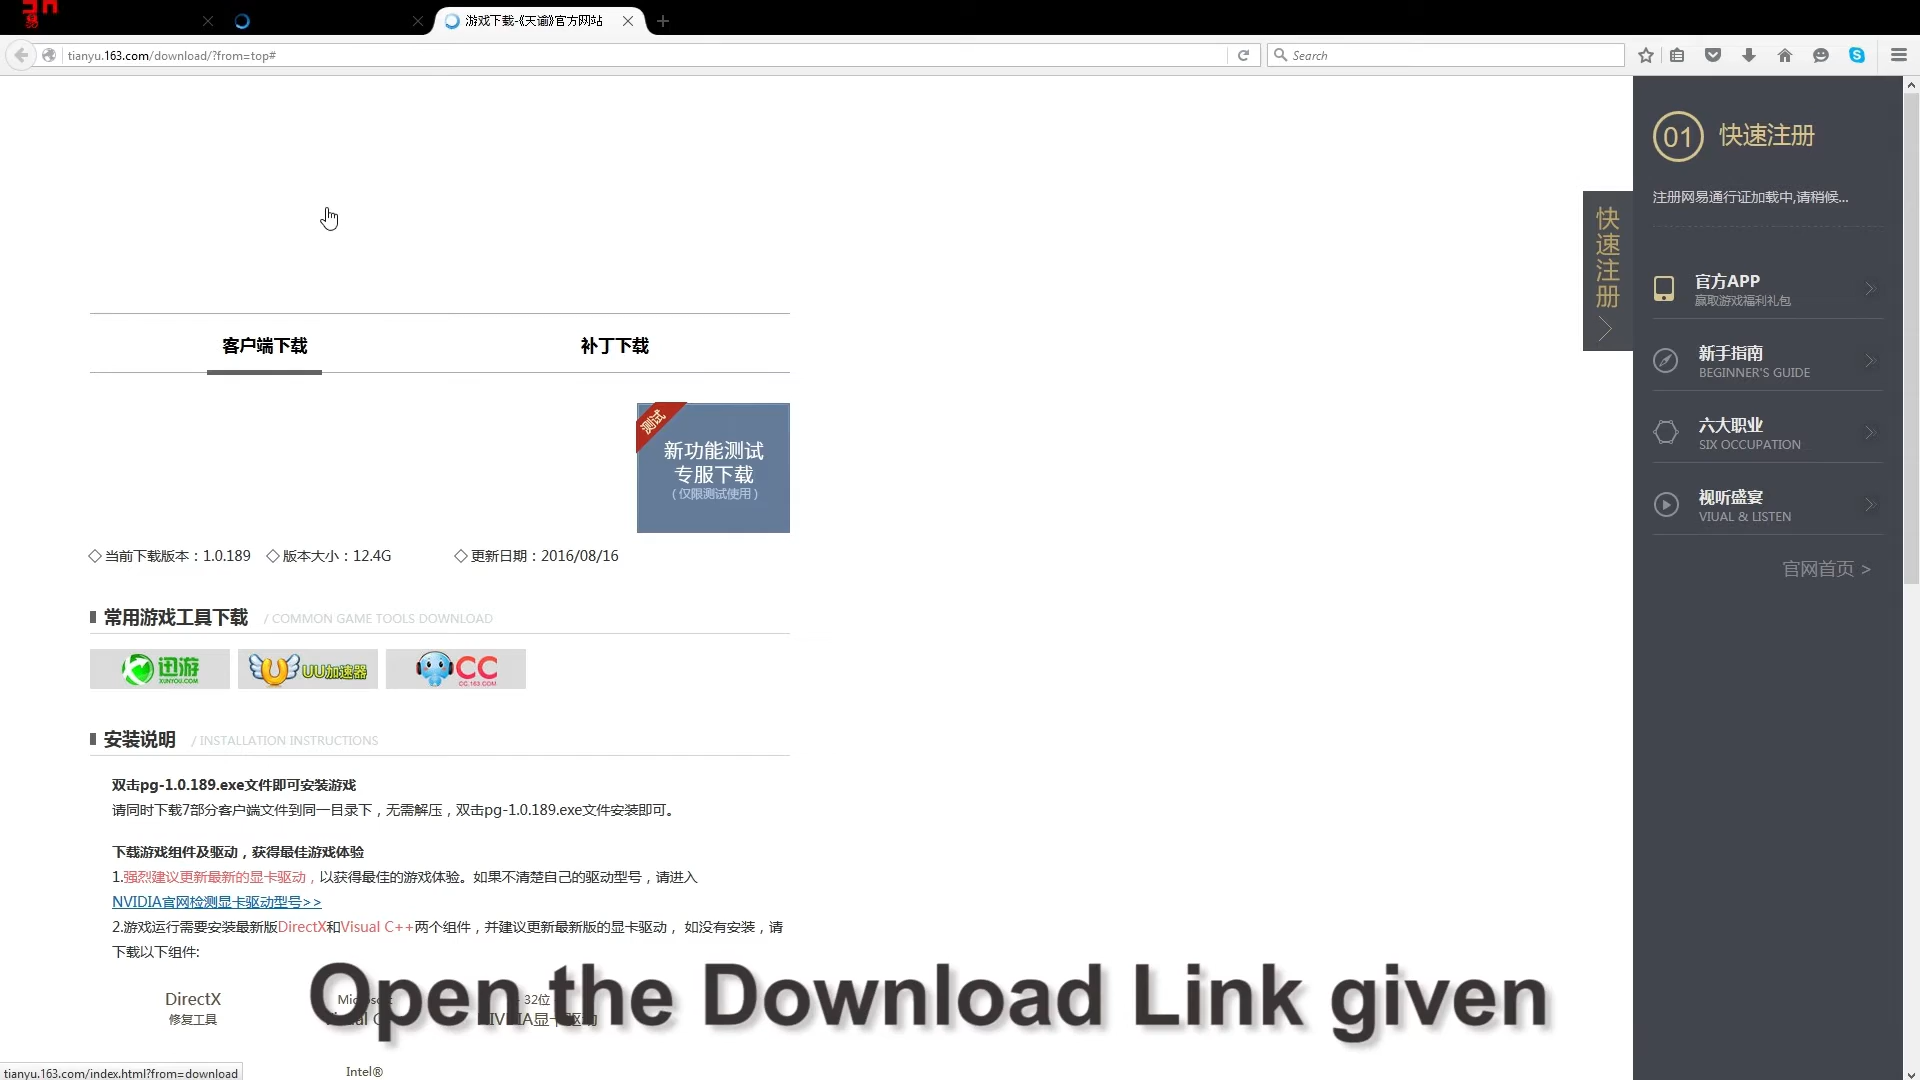 游戏下载-《天谕》官方网站
tianyu.163.com/download/?from=top#
Search
01 快速注册
注册网易通行证加载中,请稍候...
快速注册
官方APP
赢取游戏福利礼包
新手指南
BEGINNER'S GUIDE
六大职业
SIX OCCUPATION
视听盛宴
VIUAL & LISTEN
官网首页 >
客户端下载
补丁下载
测试
新功能测试
专服下载
(仅限测试使用)
◇当前下载版本：1.0.189 ◇版本大小：12.4G ◇更新日期：2016/08/16
常用游戏工具下载 / COMMON GAME TOOLS DOWNLOAD
迅游
XUNYOU.COM
UU加速器
CC
CC.163.COM
安装说明 / INSTALLATION INSTRUCTIONS
双击pg-1.0.189.exe文件即可安装游戏
请同时下载7部分客户端文件到同一目录下，无需解压，双击pg-1.0.189.exe文件安装即可。
下载游戏组件及驱动，获得最佳游戏体验
1.强烈建议更新最新的显卡驱动，以获得最佳的游戏体验。如果不清楚自己的驱动型号，请进入
NVIDIA官网检测显卡驱动型号>>
2.游戏运行需要安装最新版DirectX和Visual C++两个组件，并建议更新最新版的显卡驱动， 如没有安装，请
下载以下组件:
DirectX
修复工具
32位
Open the Download Link given
Intel®
tianyu.163.com/index.html?from=download